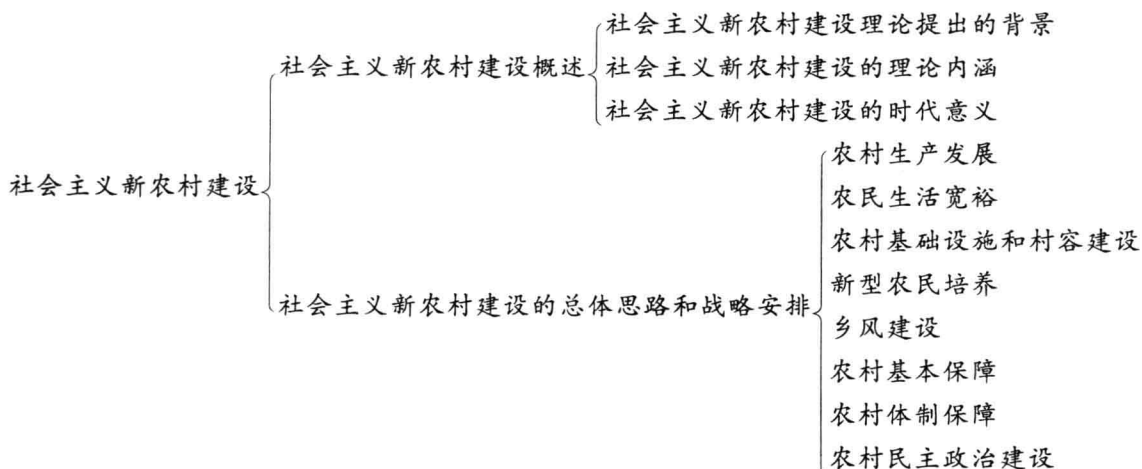 社会主义新农村建设
社会主义新农村建设概述
社会主义新农村建设理论提出的背景
社会主义新农村建设的理论内涵
社会主义新农村建设的时代意义
社会主义新农村建设的总体思路和战略安排
农村生产发展
农民生活宽裕
农村基础设施和村容建设
新型农民培养
乡风建设
农村基本保障
农村体制保障
农村民主政治建设